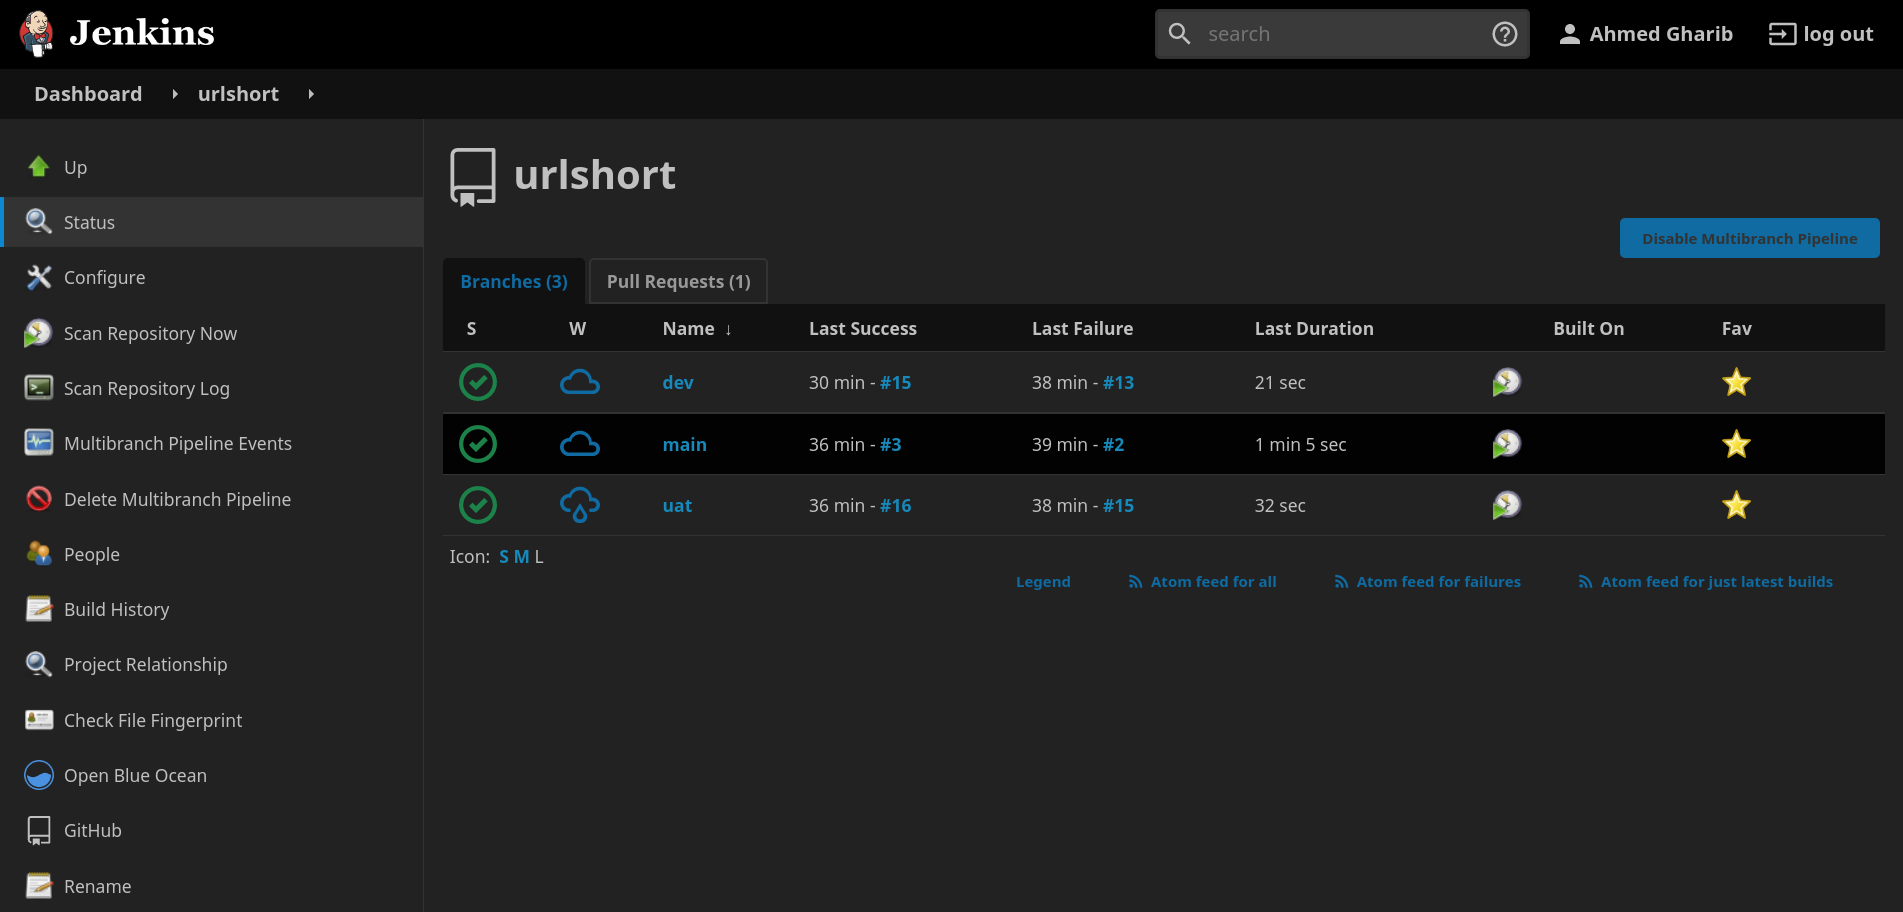 Jenkins
search
Ahmed Gharib
log out
Dashboard
urlshort
Up
Status
Configure
Scan Repository Now
Scan Repository Log
Multibranch Pipeline Events
Delete Multibranch Pipeline
People
Build History
Project Relationship
Check File Fingerprint
Open Blue Ocean
GitHub
Rename
urlshort
Disable Multibranch Pipeline
Branches (3)
Pull Requests (1)
S W Name ↓ Last Success Last Failure Last Duration Built On Fav
dev 30 min - #15 38 min - #13 21 sec
main 36 min - #3 39 min - #2 1 min 5 sec
uat 36 min - #16 38 min - #15 32 sec
Icon: S M L
Legend Atom feed for all Atom feed for failures Atom feed for just latest builds